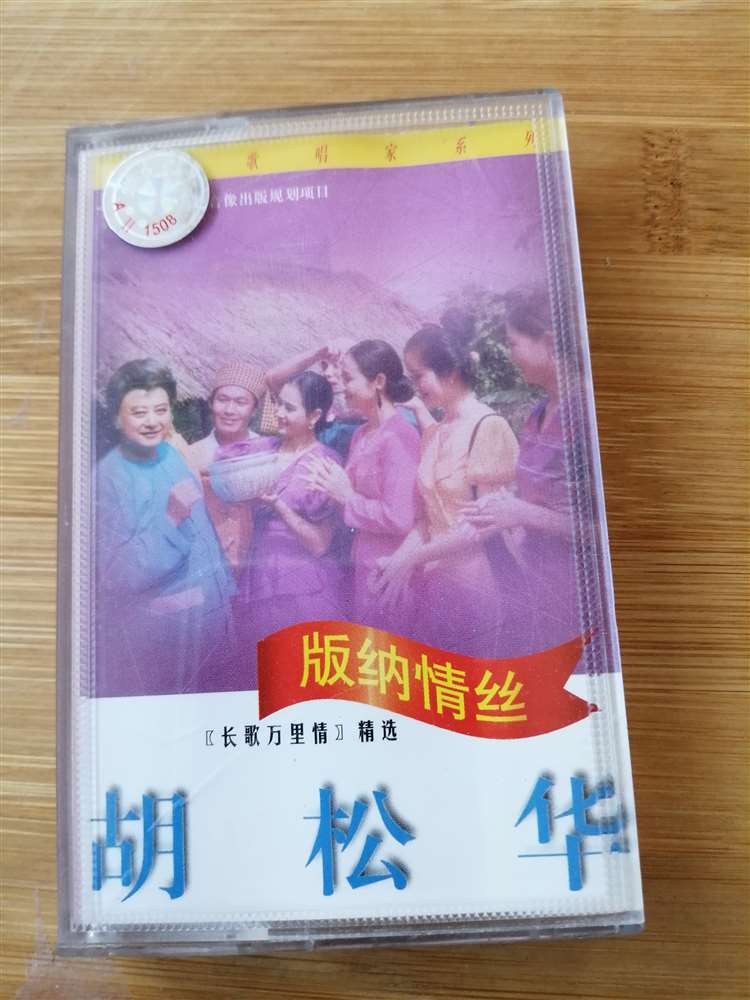 歌唱家系列
像出版规划项目
A II 1508
版纳情丝
〖长歌万里情〗精选
胡松华